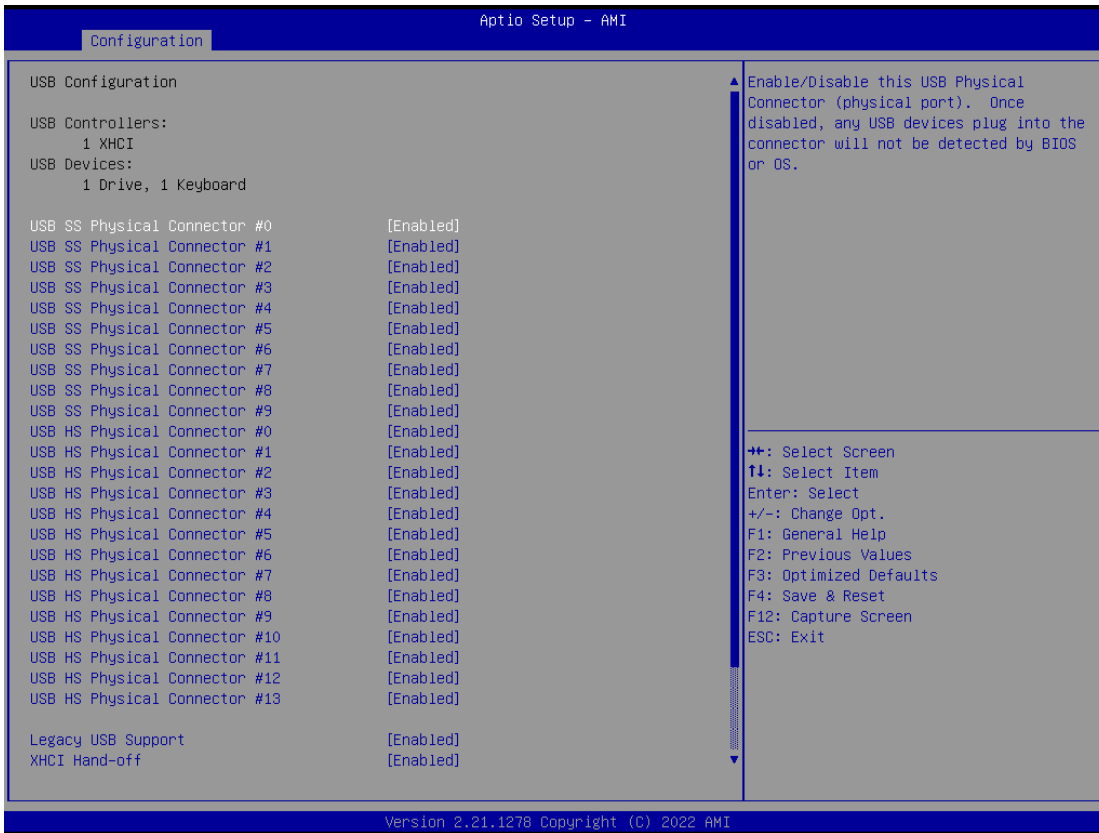 Aptio Setup - AMI
Configuration
USB Configuration
USB Controllers:
1 XHCI
USB Devices:
1 Drive, 1 Keyboard
USB SS Physical Connector #0 [Enabled]
USB SS Physical Connector #1 [Enabled]
USB SS Physical Connector #2 [Enabled]
USB SS Physical Connector #3 [Enabled]
USB SS Physical Connector #4 [Enabled]
USB SS Physical Connector #5 [Enabled]
USB SS Physical Connector #6 [Enabled]
USB SS Physical Connector #7 [Enabled]
USB SS Physical Connector #8 [Enabled]
USB SS Physical Connector #9 [Enabled]
USB HS Physical Connector #0 [Enabled]
USB HS Physical Connector #1 [Enabled]
USB HS Physical Connector #2 [Enabled]
USB HS Physical Connector #3 [Enabled]
USB HS Physical Connector #4 [Enabled]
USB HS Physical Connector #5 [Enabled]
USB HS Physical Connector #6 [Enabled]
USB HS Physical Connector #7 [Enabled]
USB HS Physical Connector #8 [Enabled]
USB HS Physical Connector #9 [Enabled]
USB HS Physical Connector #10 [Enabled]
USB HS Physical Connector #11 [Enabled]
USB HS Physical Connector #12 [Enabled]
USB HS Physical Connector #13 [Enabled]
Legacy USB Support [Enabled]
XHCI Hand-off [Enabled]
Enable/Disable this USB Physical
Connector (physical port). Once
disabled, any USB devices plug into the
connector will not be detected by BIOS
or OS.
→←: Select Screen
↑↓: Select Item
Enter: Select
+/-: Change Opt.
F1: General Help
F2: Previous Values
F3: Optimized Defaults
F4: Save & Reset
F12: Capture Screen
ESC: Exit
Version 2.21.1278 Copyright (C) 2022 AMI